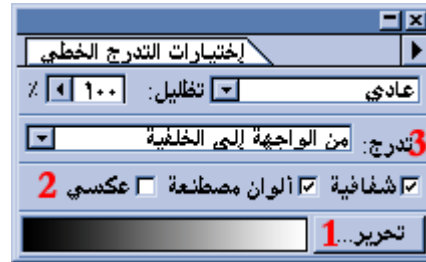 إختيارات التدرج الخطي
عادي تظليل: ١٠٠ ٪
3 تدرج: من الواجهة إلى الخلفية
شفافية ألوان مصطنعة عكسي 2
تحرير... 1